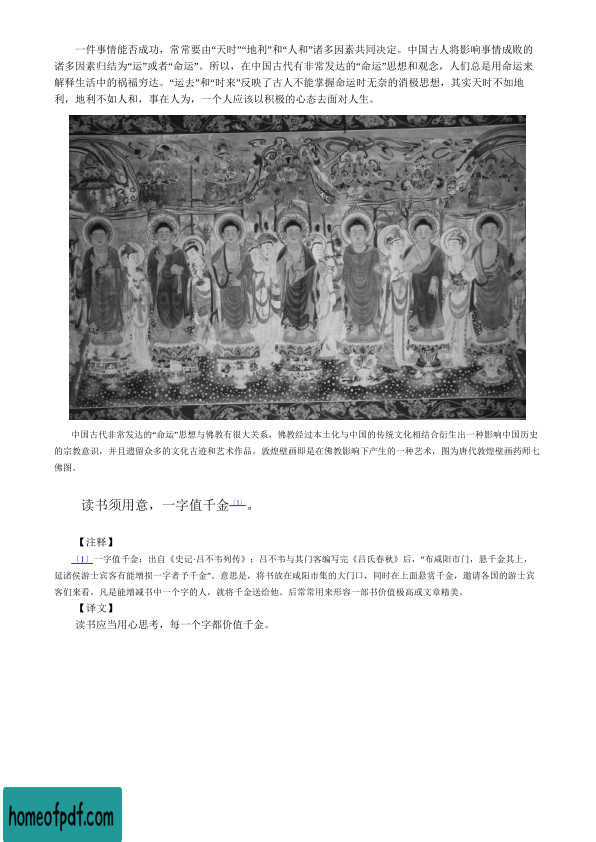 一件事情能否成功，常常要由“天时”“地利”和“人和”诸多因素共同决定。中国古人将影响事情成败的
诸多因素归结为“运”或者“命运”。所以，在中国古代有非常发达的“命运”思想和观念，人们总是用命运来
解释生活中的祸福穷达。“运去”和“时来”反映了古人不能掌握命运时无奈的消极思想，其实天时不如地
利，地利不如人和，事在人为，一个人应该以积极的心态去面对人生。
中国古代非常发达的“命运”思想与佛教有很大关系，佛教经过本土化与中国的传统文化相结合衍生出一种影响中国历史
的宗教意识，并且遗留众多的文化古迹和艺术作品。敦煌壁画即是在佛教影响下产生的一种艺术，图为唐代敦煌壁画药师七
佛图。
读书须用意，一字值千金〔1〕。
【注释】
〔1〕一字值千金：出自《史记·吕不韦列传》；吕不韦与其门客编写完《吕氏春秋》后，“布咸阳市门，悬千金其上，
延诸侯游士宾客有能增损一字者予千金”。意思是，将书放在咸阳市集的大门口，同时在上面悬赏千金，邀请各国的游士宾
客们来看，凡是能增减书中一个字的人，就将千金送给他。后常常用来形容一部书价值极高或文章精美。
【译文】
读书应当用心思考，每一个字都价值千金。
homeofpdf.com